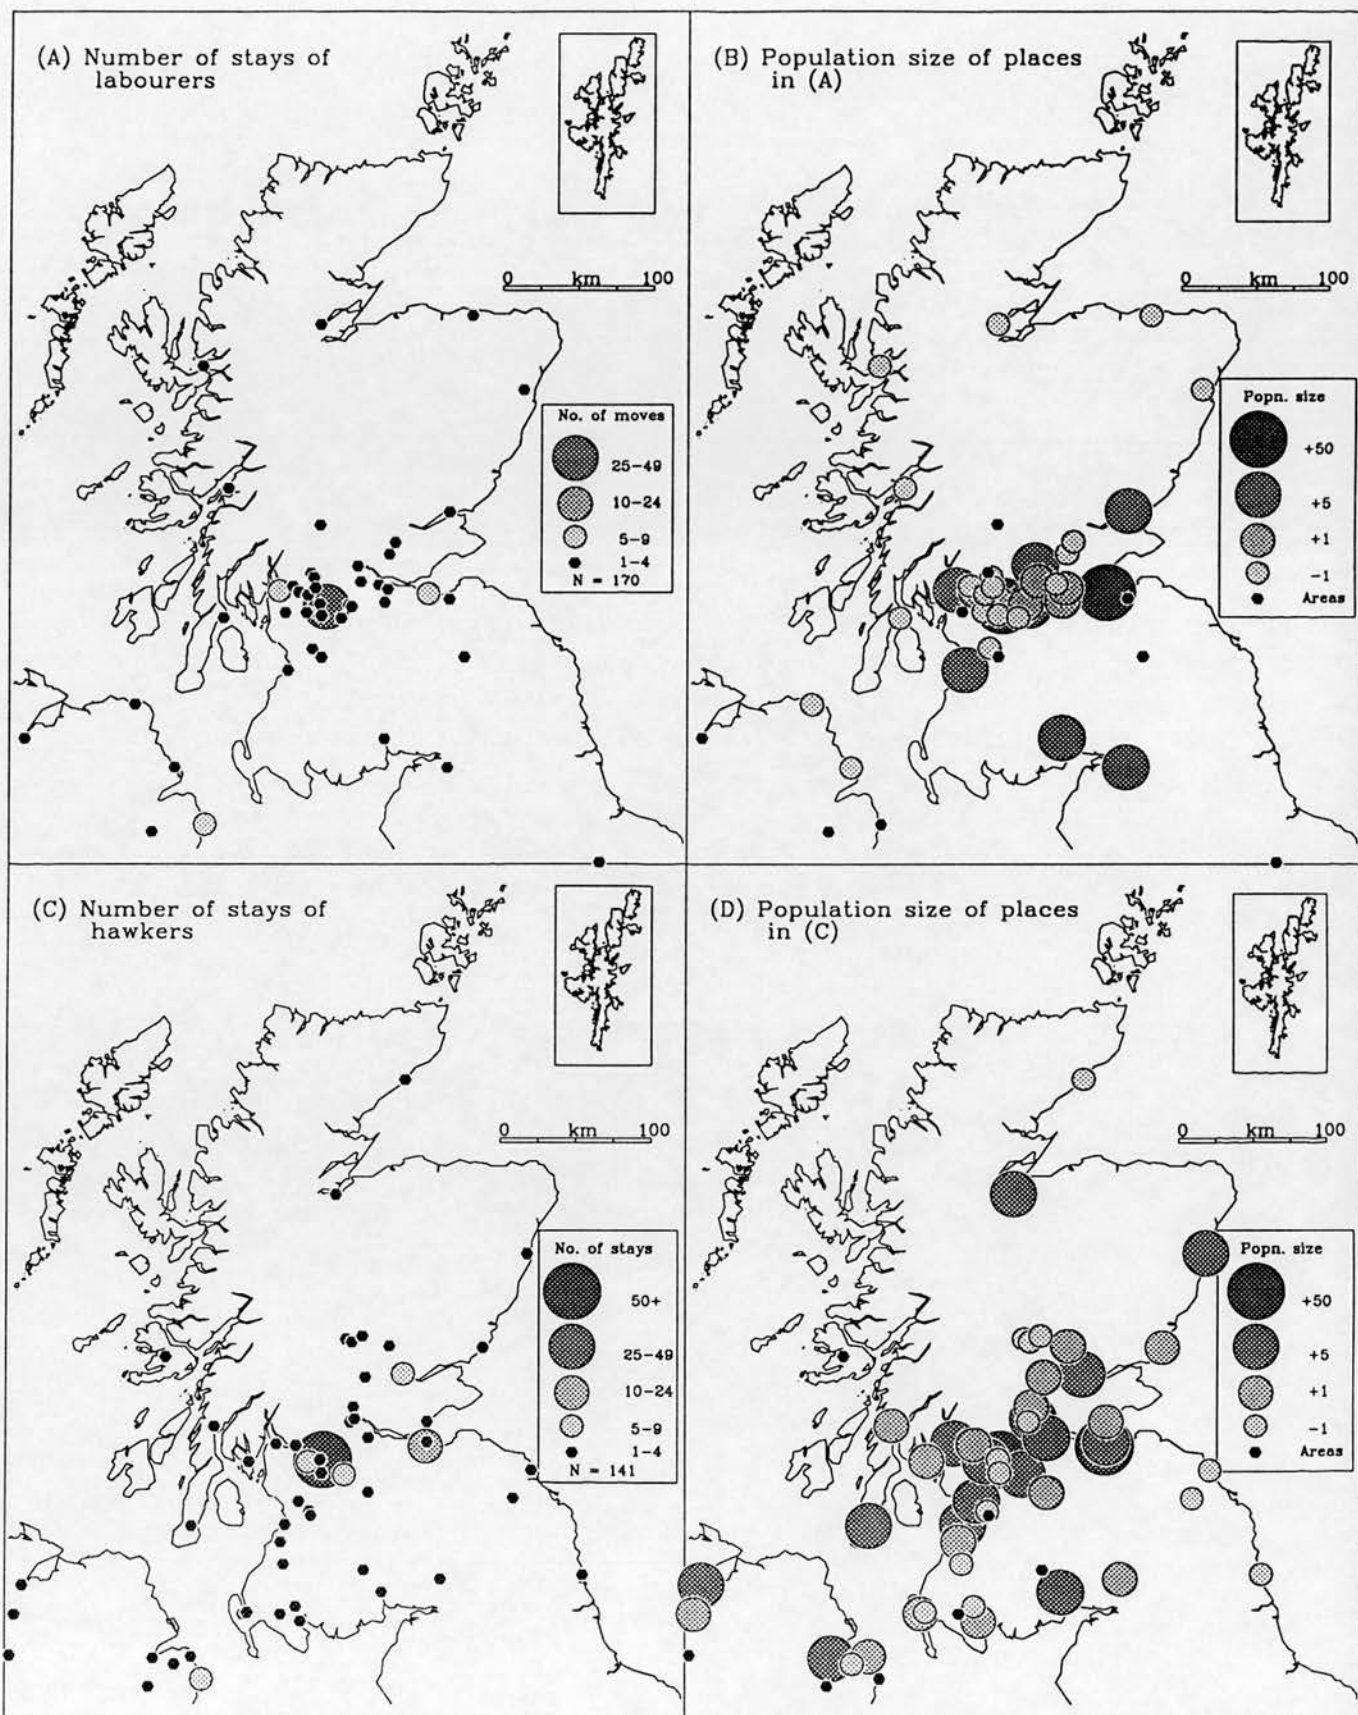 (A) Number of stays of
labourers
0 km 100
No. of moves
25-49
10-24
5-9
1-4
N = 170
(B) Population size of places
in (A)
0 km 100
Popn. size
+50
+5
+1
-1
Areas
(C) Number of stays of
hawkers
0 km 100
No. of stays
50+
25-49
10-24
5-9
1-4
N = 141
(D) Population size of places
in (C)
0 km 100
Popn. size
+50
+5
+1
-1
Areas